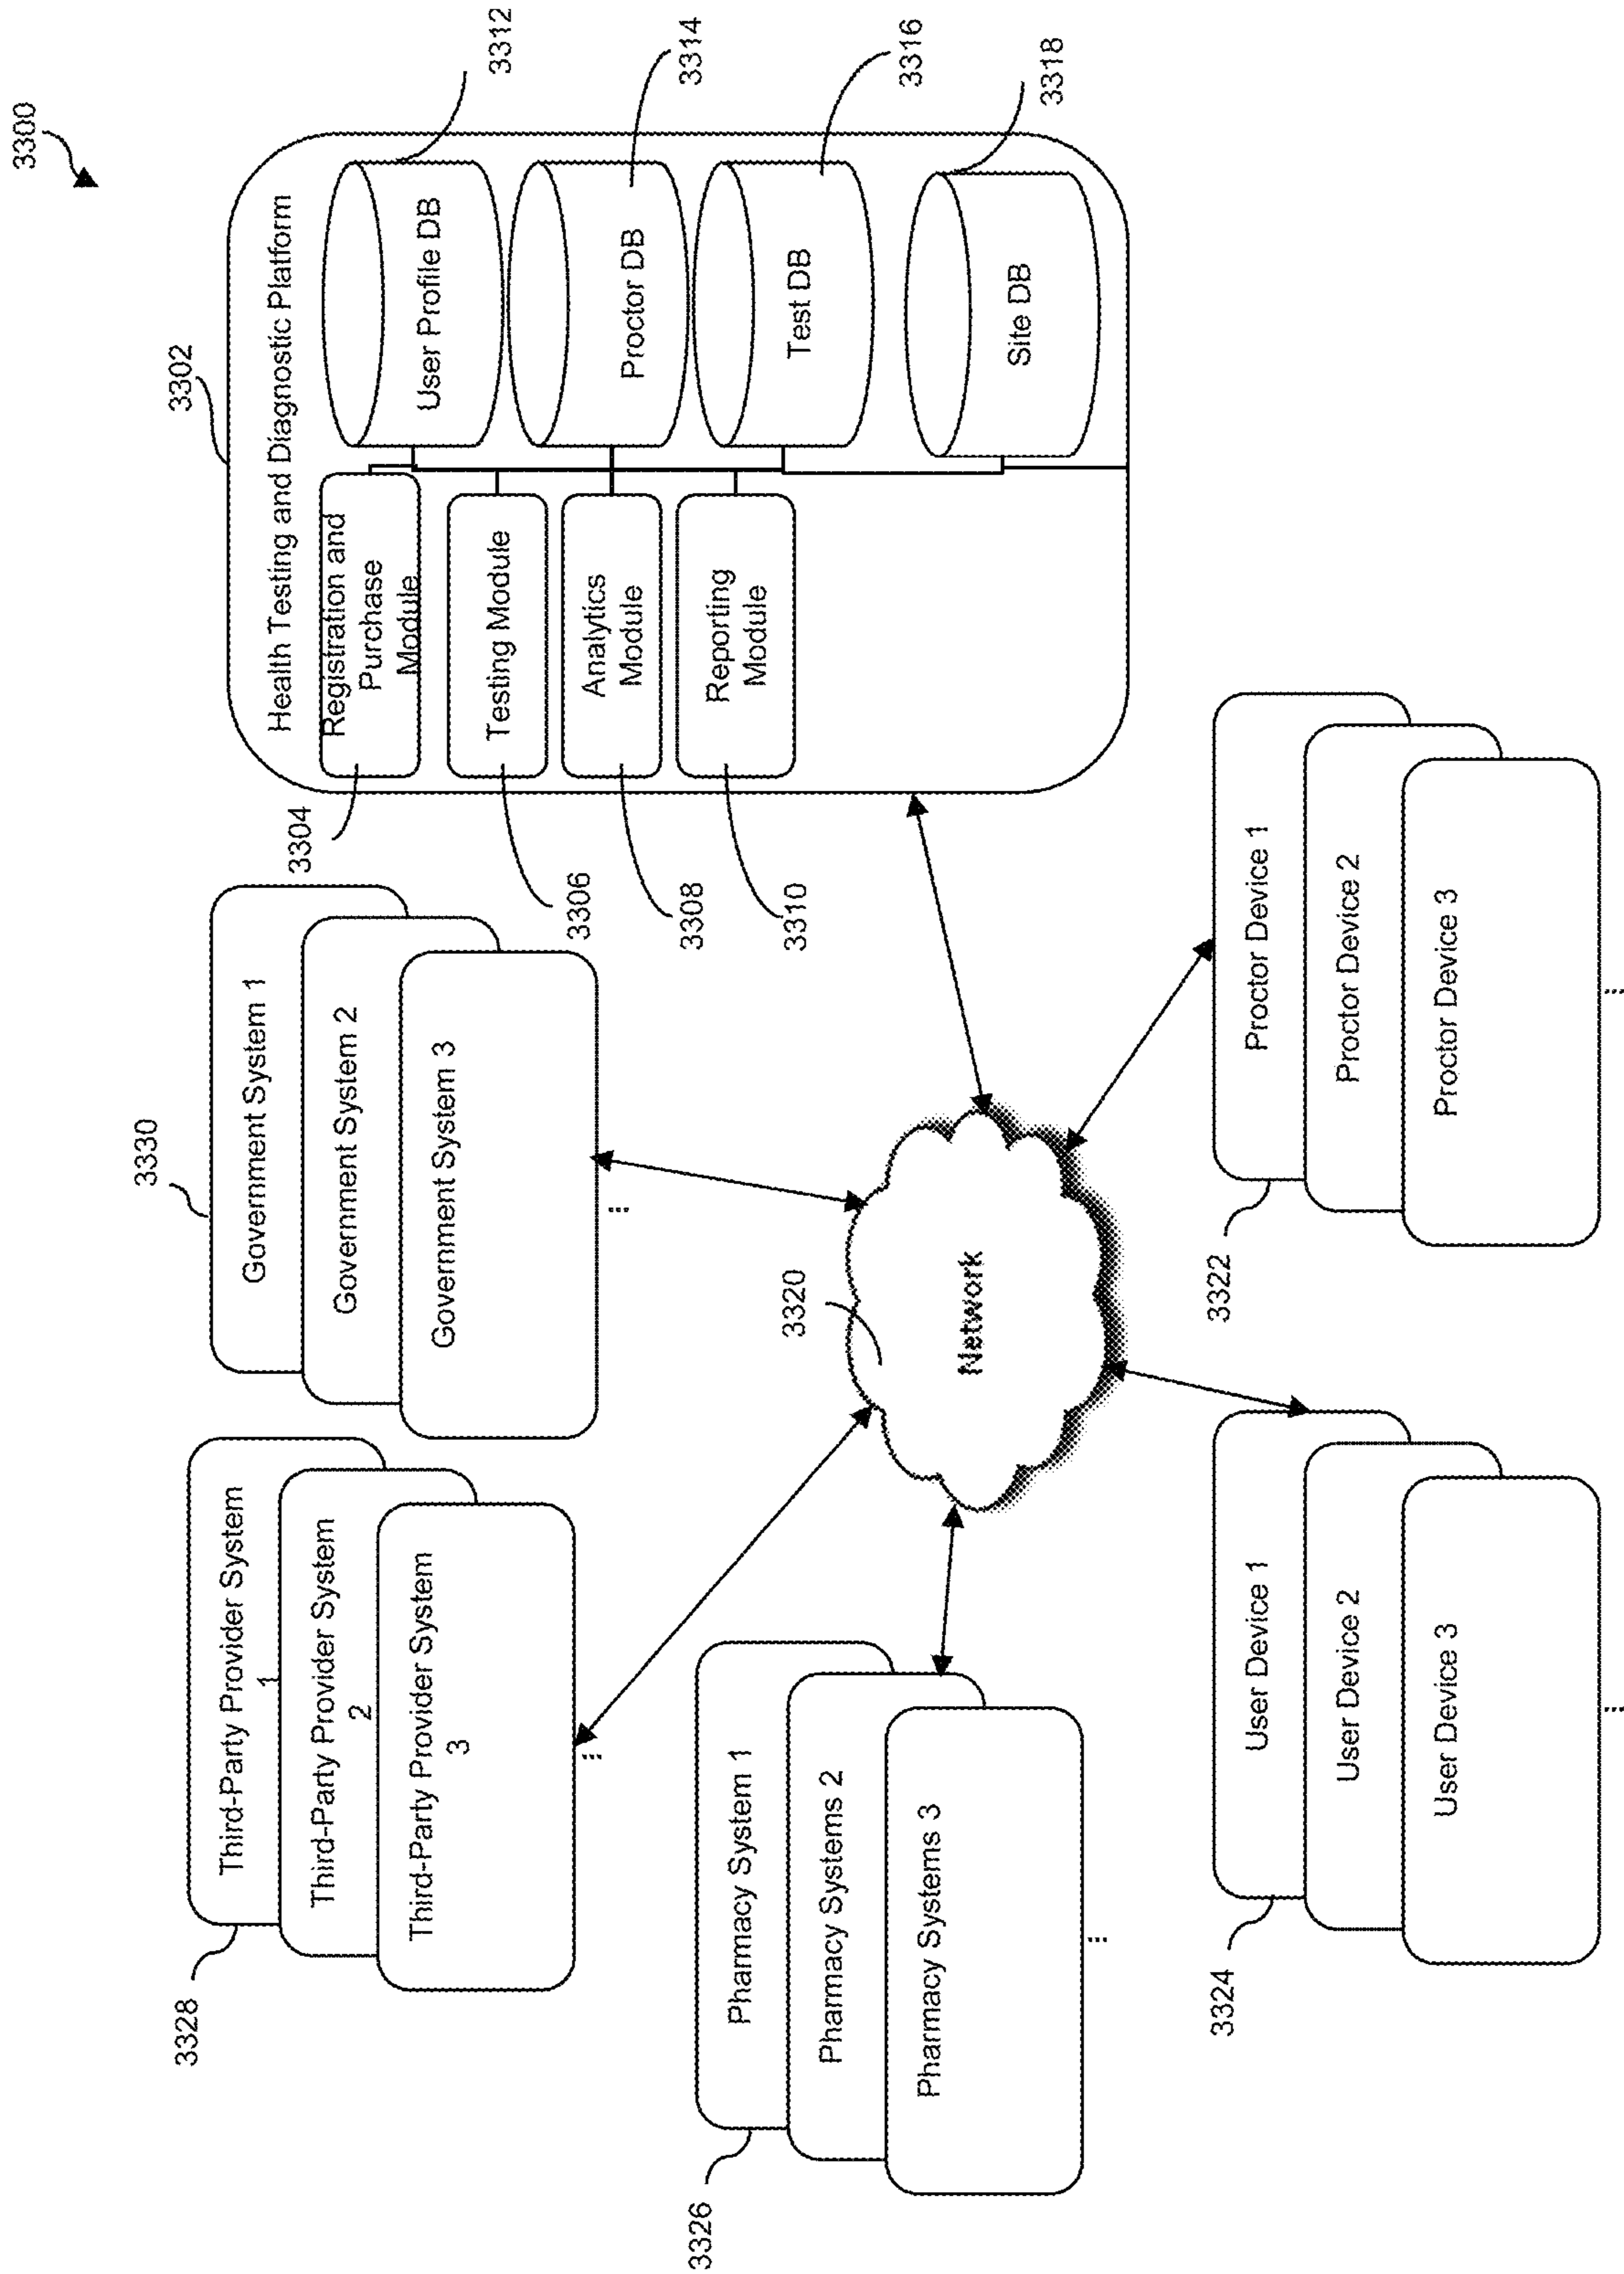 3300
3328
Third-Party Provider System
1
Third-Party Provider System
2
Third-Party Provider System
3
...
3330
Government System 1
Government System 2
Government System 3
...
3302
Health Testing and Diagnostic Platform
3304
Registration and
Purchase
Module
3306
Testing Module
3308
Analytics
Module
3310
Reporting
Module
User Profile DB
3312
Proctor DB
3314
Test DB
3316
Site DB
3318
3326
Pharmacy System 1
Pharmacy Systems 2
Pharmacy Systems 3
...
3320
Network
3324
User Device 1
User Device 2
User Device 3
...
3322
Proctor Device 1
Proctor Device 2
Proctor Device 3
...